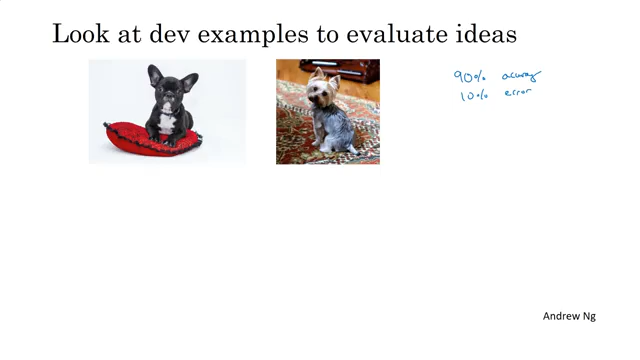 Look at dev examples to evaluate ideas
90% accuracy
10% error
Andrew Ng